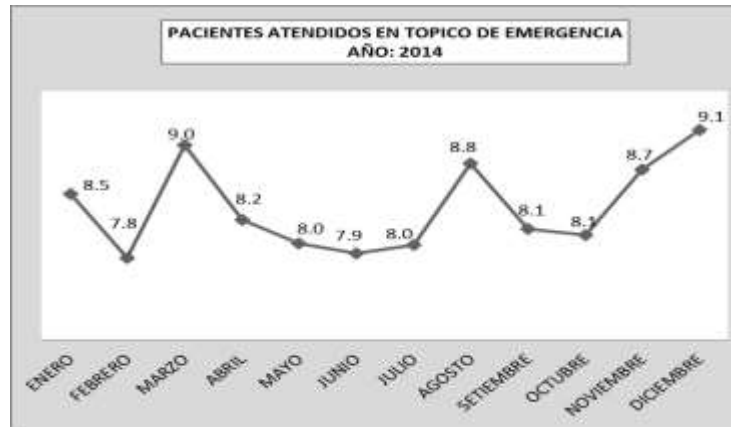 PACIENTES ATENDIDOS EN TOPICO DE EMERGENCIA
AÑO: 2014
8.5
7.8
9.0
8.2
8.0
7.9
8.0
8.8
8.1
8.1
8.7
9.1
ENERO
FEBRERO
MARZO
ABRIL
MAYO
JUNIO
JULIO
AGOSTO
SETIEMBRE
OCTUBRE
NOVIEMBRE
DICIEMBRE